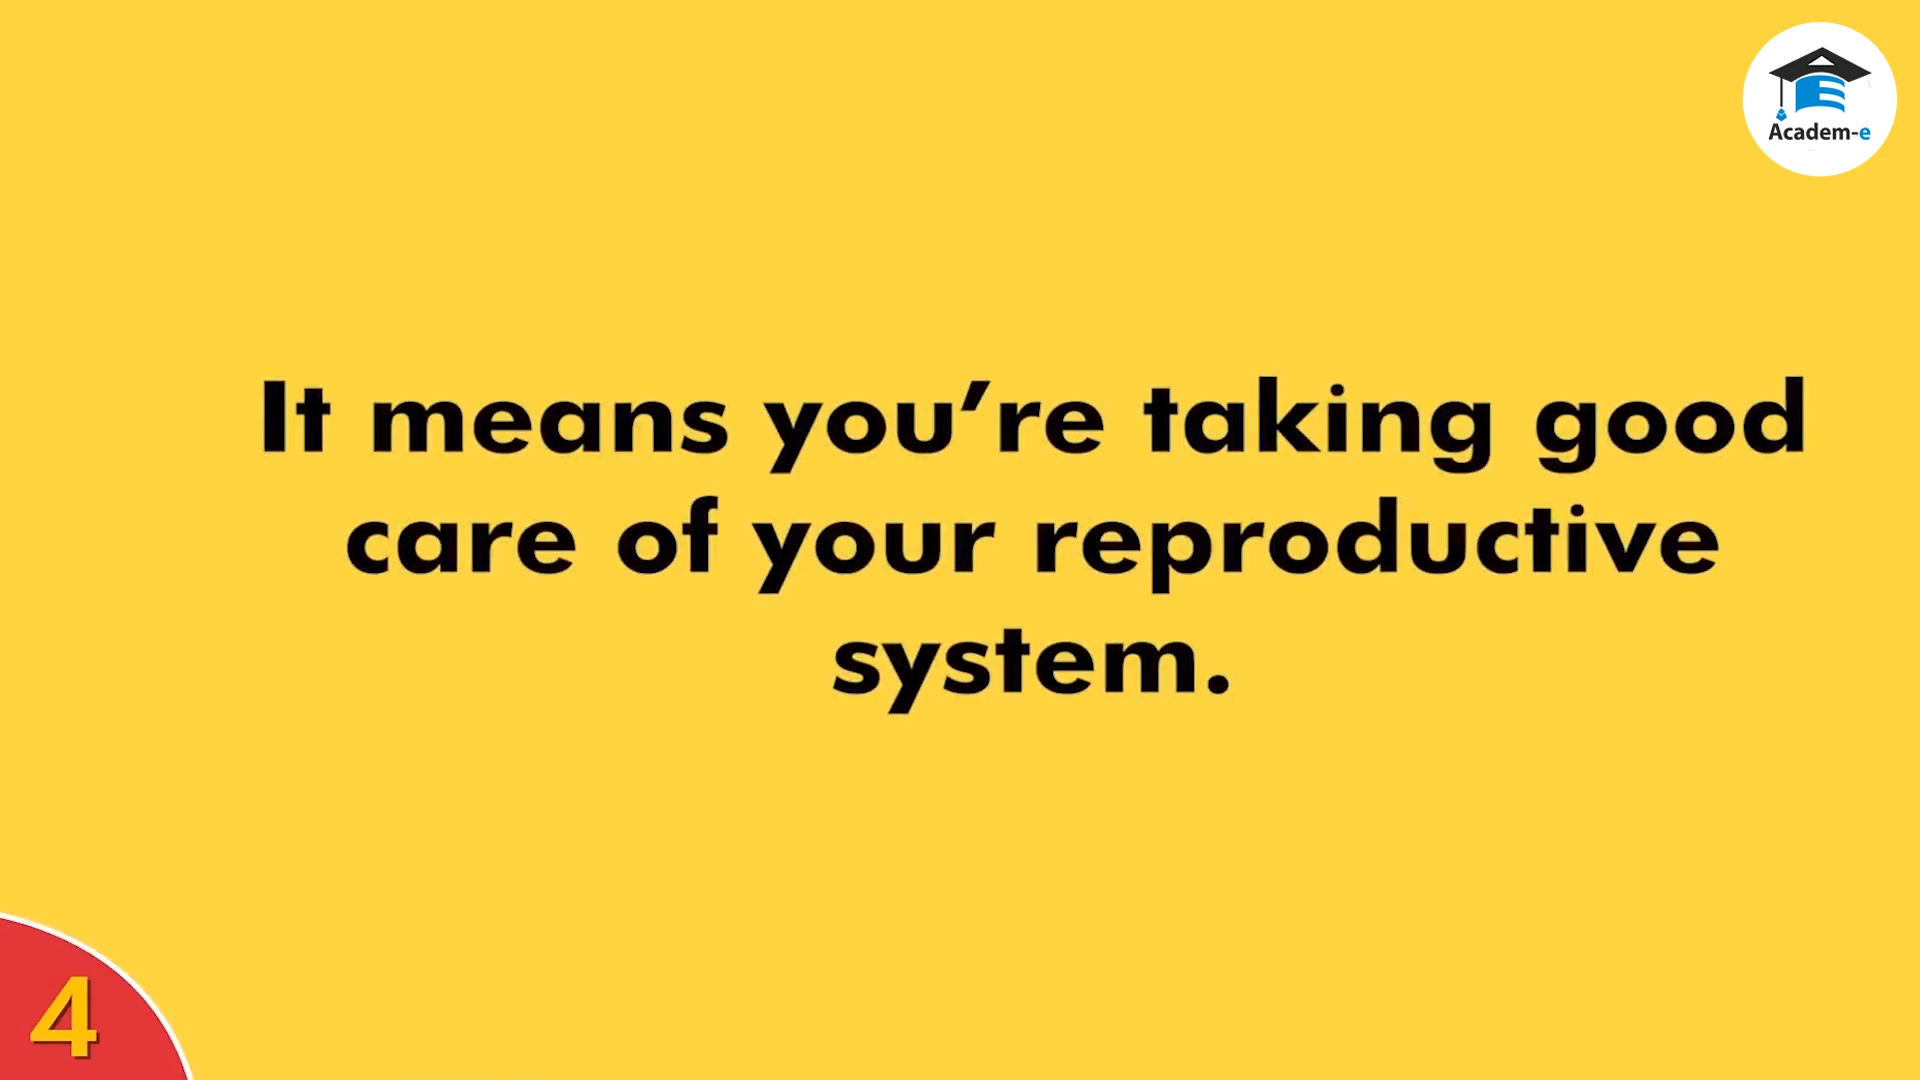 Academ-e
It means you’re taking good
care of your reproductive
system.
4